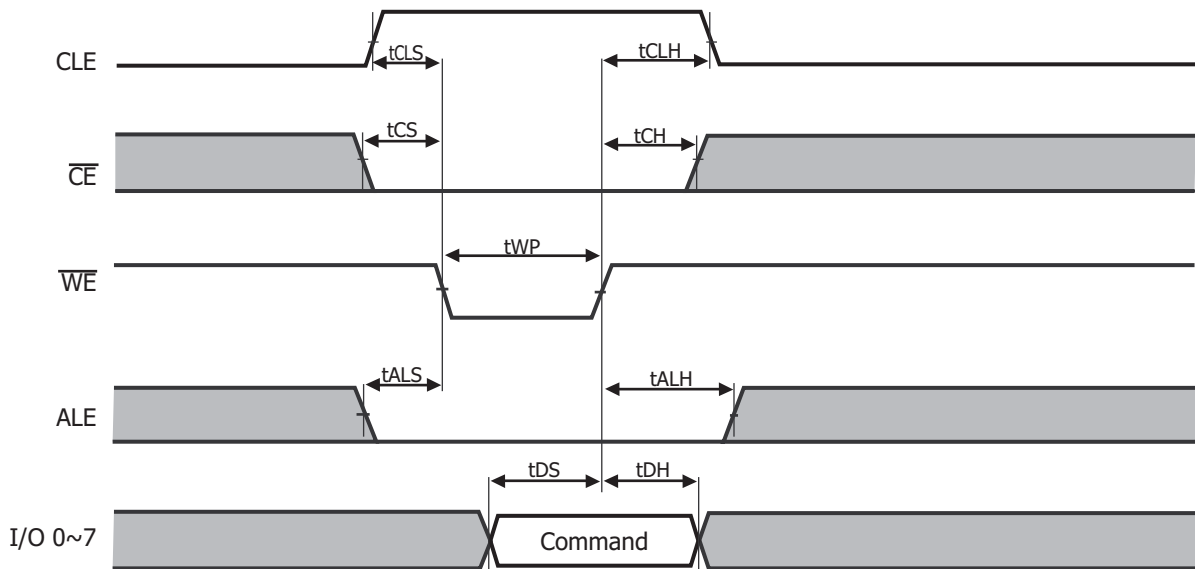 CLE
tCLS
tCLH
CE
tCS
tCH
WE
tWP
ALE
tALS
tALH
I/O 0~7
tDS
tDH
Command